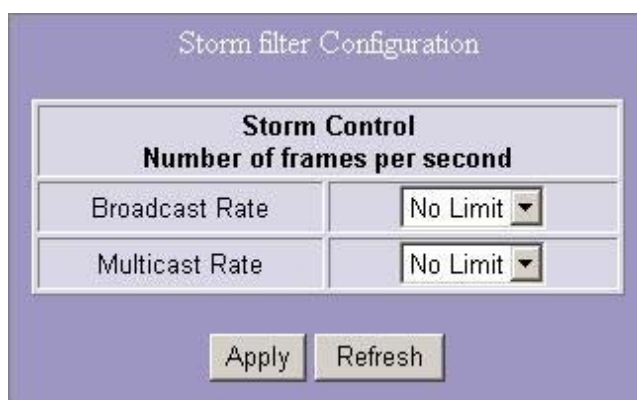 Storm filter Configuration
Storm Control
Number of frames per second
Broadcast Rate No Limit
Multicast Rate No Limit
Apply Refresh